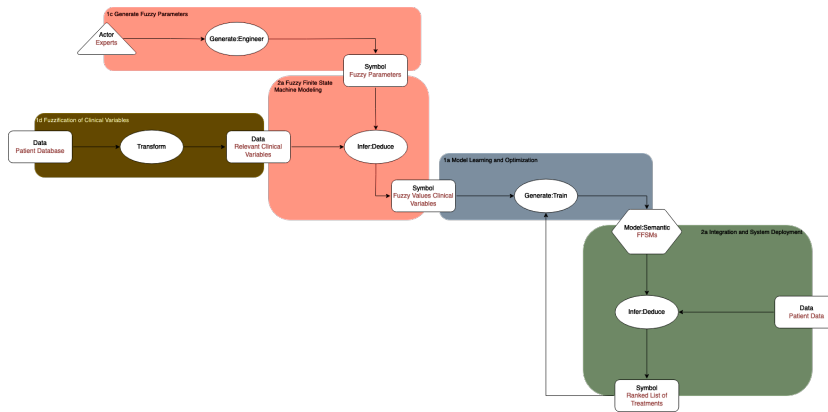 1c Generate Fuzzy Parameters
Actor
Experts
Generate:Engineer
Symbol
Fuzzy Parameters
2a Fuzzy Finite State
Machine Modeling
1d Fuzzification of Clinical Variables
Data
Patient Database
Transform
Data
Relevant Clinical
Variables
Infer:Deduce
1a Model Learning and Optimization
Symbol
Fuzzy Values Clinical
Variables
Generate:Train
Model:Semantic
FFSMs
2a Integration and System Deployment
Infer:Deduce
Data
Patient Data
Symbol
Ranked List of
Treatments